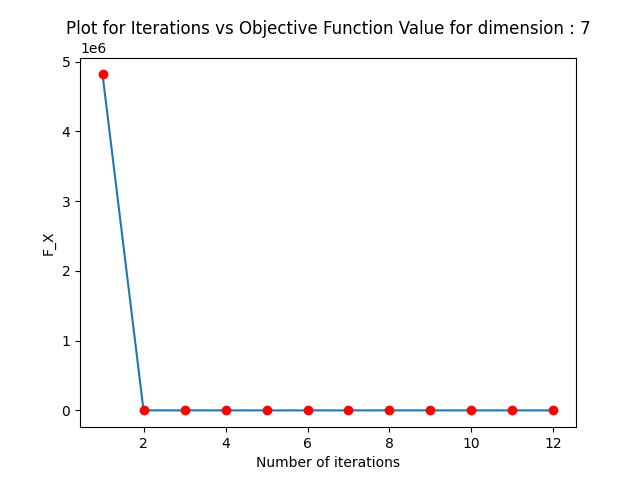 Plot for Iterations vs Objective Function Value for dimension : 7
1e6
5
4
3
2
1
0
F_X
2 4 6 8 10 12
Number of iterations